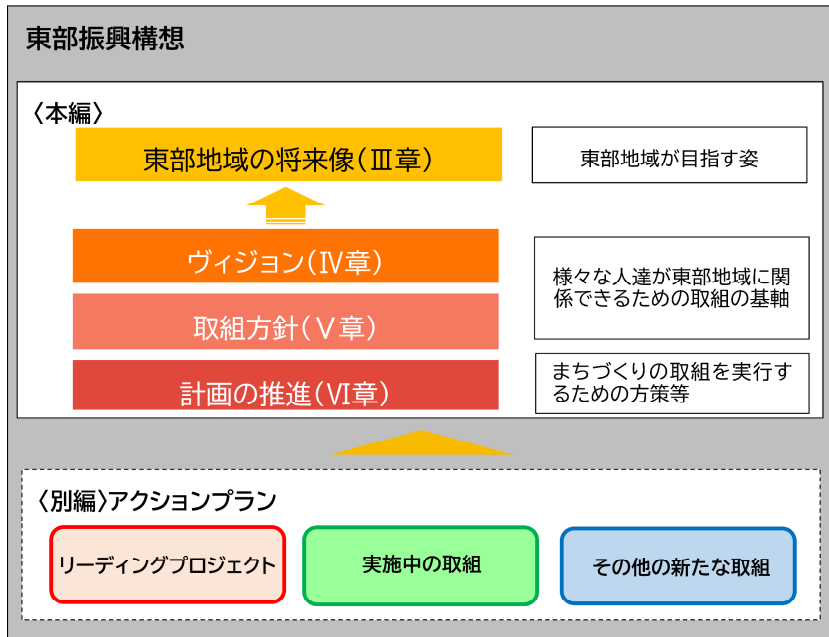 東部振興構想
〈本編〉
東部地域の将来像(Ⅲ章)
東部地域が目指す姿
ヴィジョン(Ⅳ章)
様々な人達が東部地域に関
係できるための取組の基軸
取組方針(Ⅴ章)
計画の推進(Ⅵ章)
まちづくりの取組を実行す
るための方策等
〈別編〉アクションプラン
リーディングプロジェクト
実施中の取組
その他の新たな取組